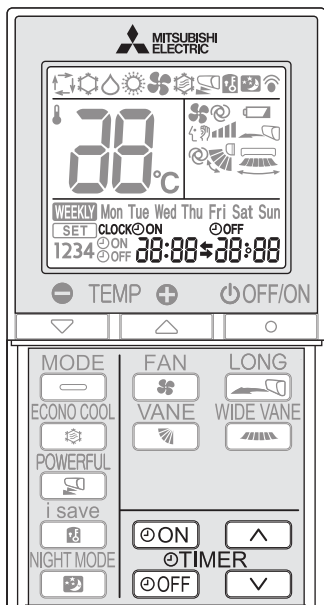 MITSUBISHI
ELECTRIC
88°C
WEEKLY Mon Tue Wed Thu Fri Sat Sun
SET CLOCK ON OFF
1234 ON OFF 88:88 88:88
TEMP OFF/ON
MODE FAN LONG
ECONO COOL VANE WIDE VANE
POWERFUL
i save
ON
NIGHT MODE TIMER
OFF